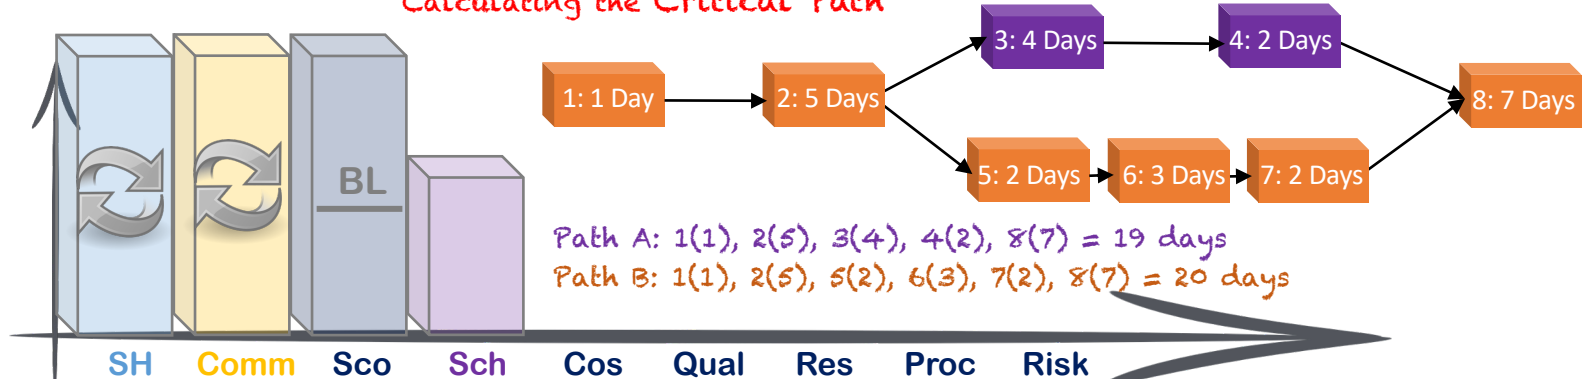 Calculating the Critical Path
3: 4 Days
4: 2 Days
1: 1 Day
2: 5 Days
8: 7 Days
5: 2 Days
6: 3 Days
7: 2 Days
BL
Path A: 1(1), 2(5), 3(4), 4(2), 8(7) = 19 days
Path B: 1(1), 2(5), 5(2), 6(3), 7(2), 8(7) = 20 days
SH Comm Sco Sch Cos Qual Res Proc Risk